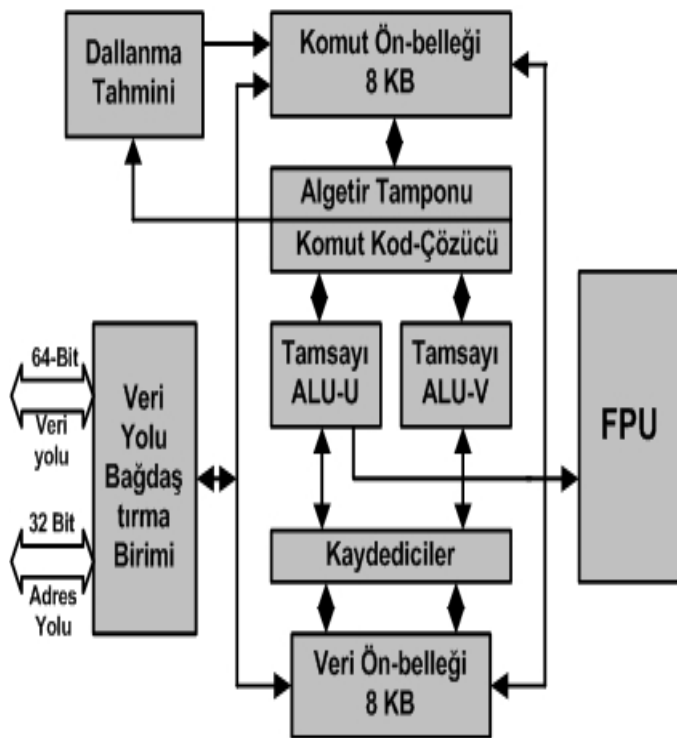 Dallanma
Tahmini
Komut Ön-belleği
8 KB
Algetir Tamponu
Komut Kod-Çözücü
Tamsayı
ALU-U
Tamsayı
ALU-V
FPU
64-Bit
Veri
yolu
32 Bit
Adres
Yolu
Veri
Yolu
Bağdaş
tırma
Birimi
Kaydediciler
Veri Ön-belleği
8 KB